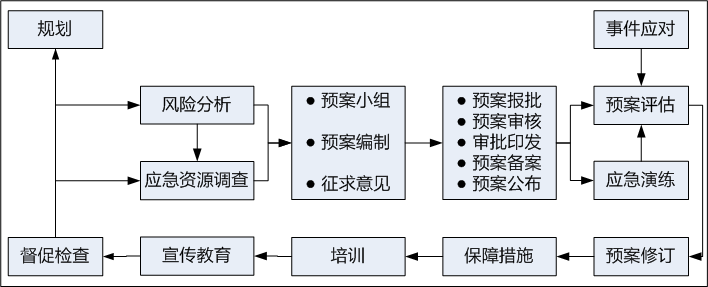 规划
事件应对
风险分析
应急资源调查
● 预案小组
● 预案编制
● 征求意见
● 预案报批
● 预案审核
● 审批印发
● 预案备案
● 预案公布
预案评估
应急演练
督促检查
宣传教育
培训
保障措施
预案修订